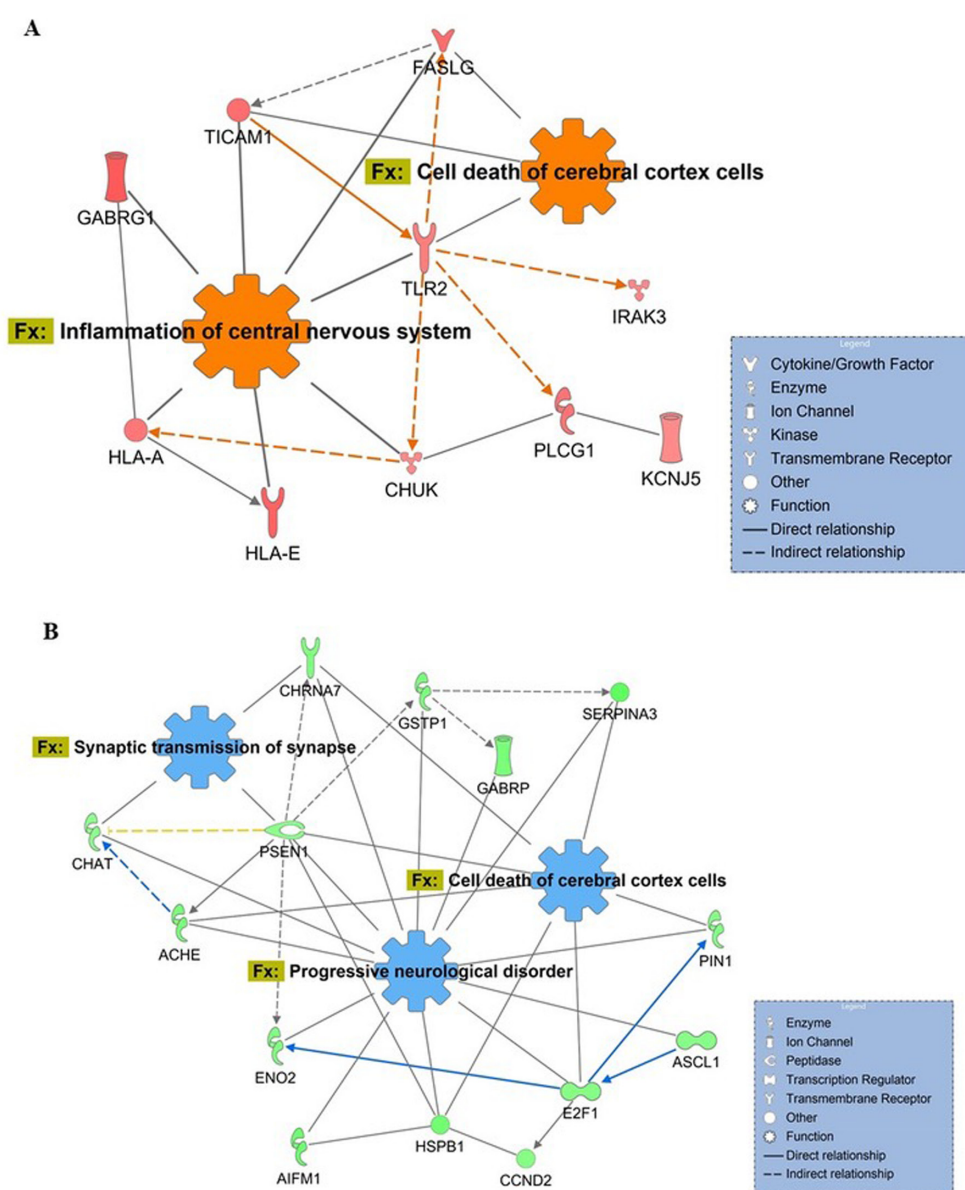 A
FASLG
TICAM1
Fx: Cell death of cerebral cortex cells
GABRG1
TLR2
IRAK3
Fx: Inflammation of central nervous system
HLA-A
CHUK
PLCG1
KCNJ5
HLA-E
Legend
Cytokine/Growth Factor
Enzyme
Ion Channel
Kinase
Transmembrane Receptor
Other
Function
Direct relationship
Indirect relationship
B
CHRNA7
GSTP1
SERPINA3
Fx: Synaptic transmission of synapse
GABRP
CHAT
PSEN1
Fx: Cell death of cerebral cortex cells
ACHE
PIN1
Fx: Progressive neurological disorder
ENO2
ASCL1
E2F1
HSPB1
AIFM1
CCND2
Legend
Enzyme
Ion Channel
Peptidase
Transcription Regulator
Transmembrane Receptor
Other
Function
Direct relationship
Indirect relationship